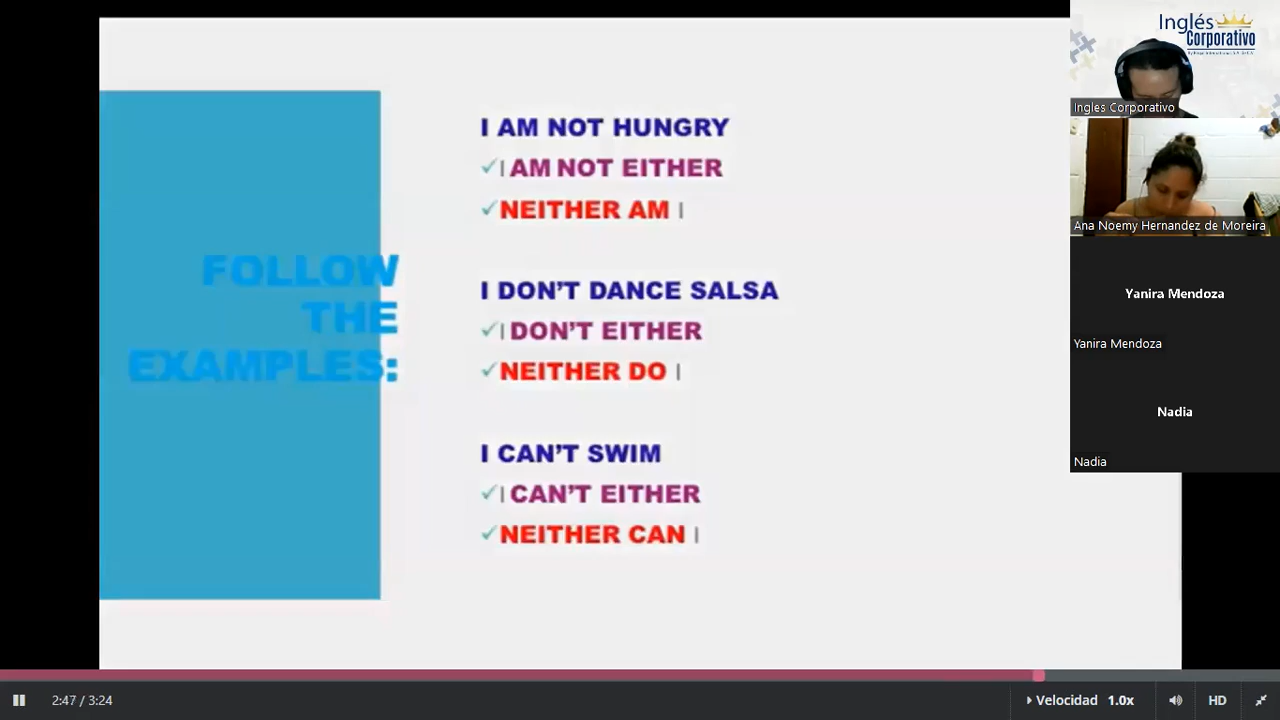 I AM NOT HUNGRY
✓I AM NOT EITHER
✓NEITHER AM I
FOLLOW
THE
EXAMPLES:
I DON'T DANCE SALSA
✓I DON'T EITHER
✓NEITHER DO I
I CAN'T SWIM
✓I CAN'T EITHER
✓NEITHER CAN I
Inglés
Corporativo
Ingles Corporativo
Ana Noemy Hernandez de Moreira
Yanira Mendoza
Yanira Mendoza
Nadia
Nadia
2:47 / 3:24
Velocidad 1.0x
HD